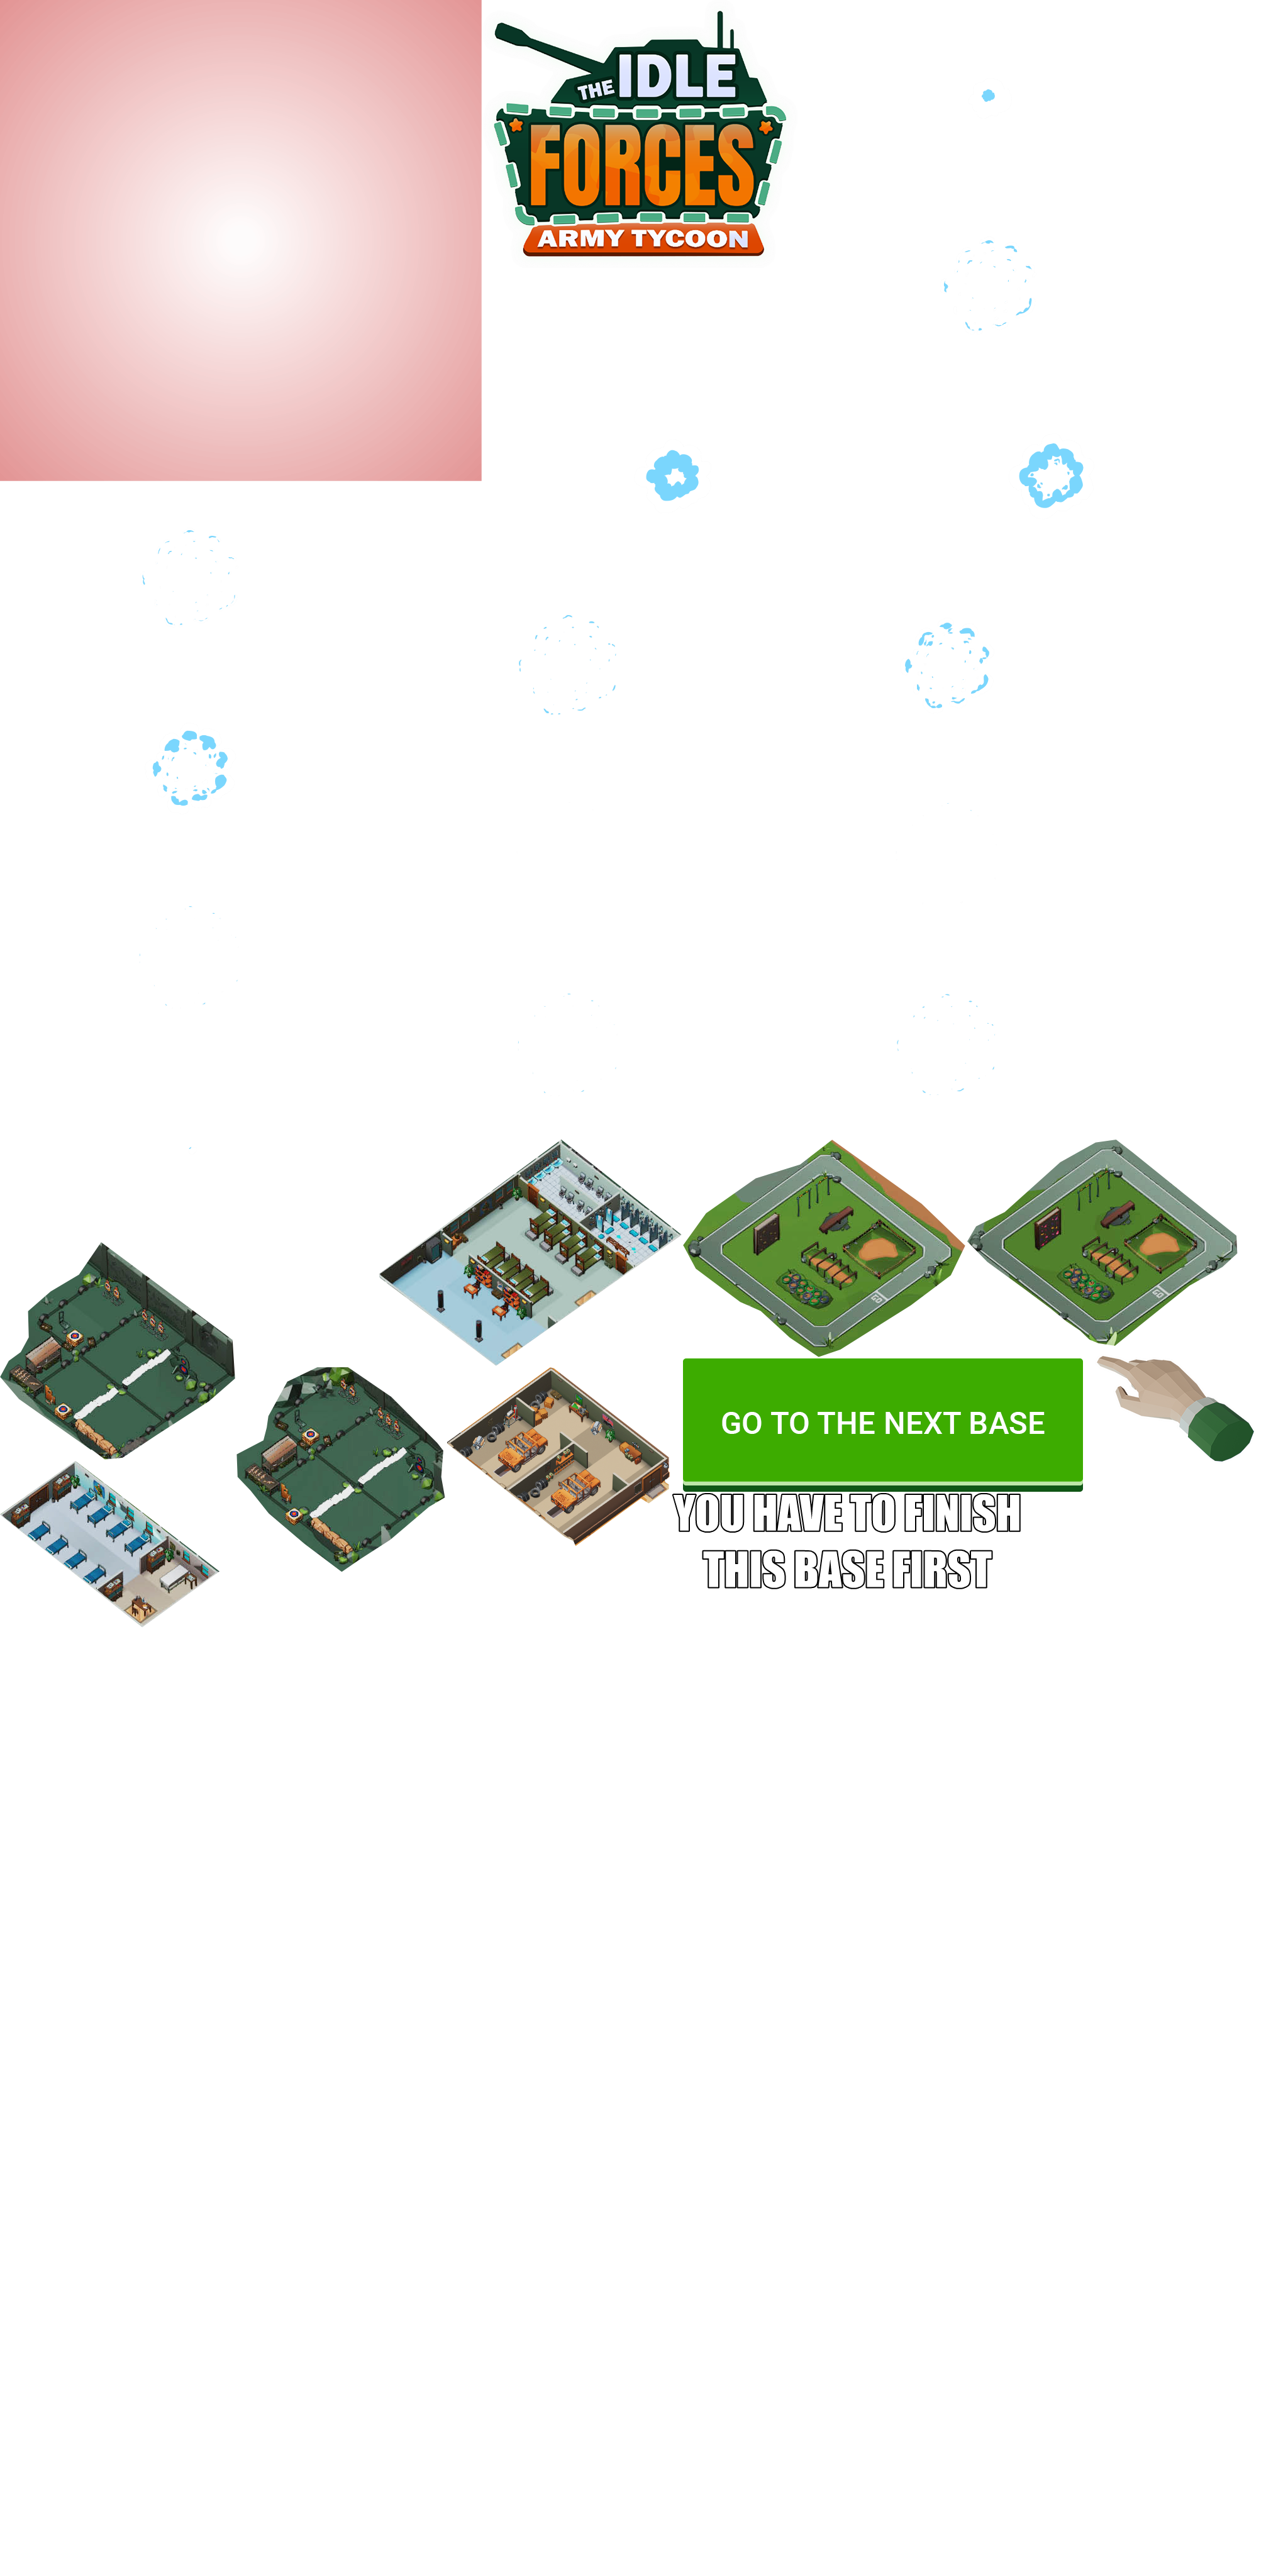 THE IDLE
FORCES
ARMY TYCOON
GO TO THE NEXT BASE
YOU HAVE TO FINISH
THIS BASE FIRST